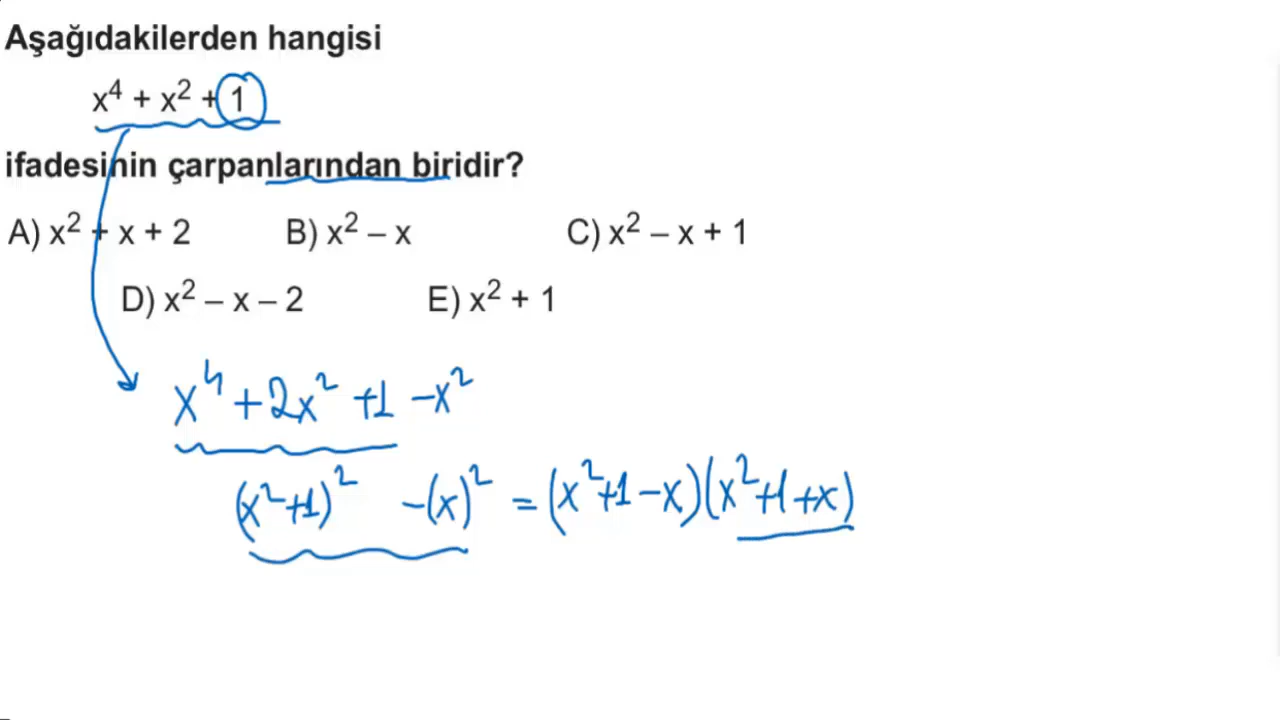 Aşağıdakilerden hangisi
x⁴ + x² + 1
ifadesinin çarpanlarından biridir?
A) x² + x + 2 B) x² – x C) x² – x + 1
D) x² – x – 2 E) x² + 1
x⁴ + 2x² + 1 - x²
(x² + 1)² - (x)² = (x² + 1 - x)(x² + 1 + x)